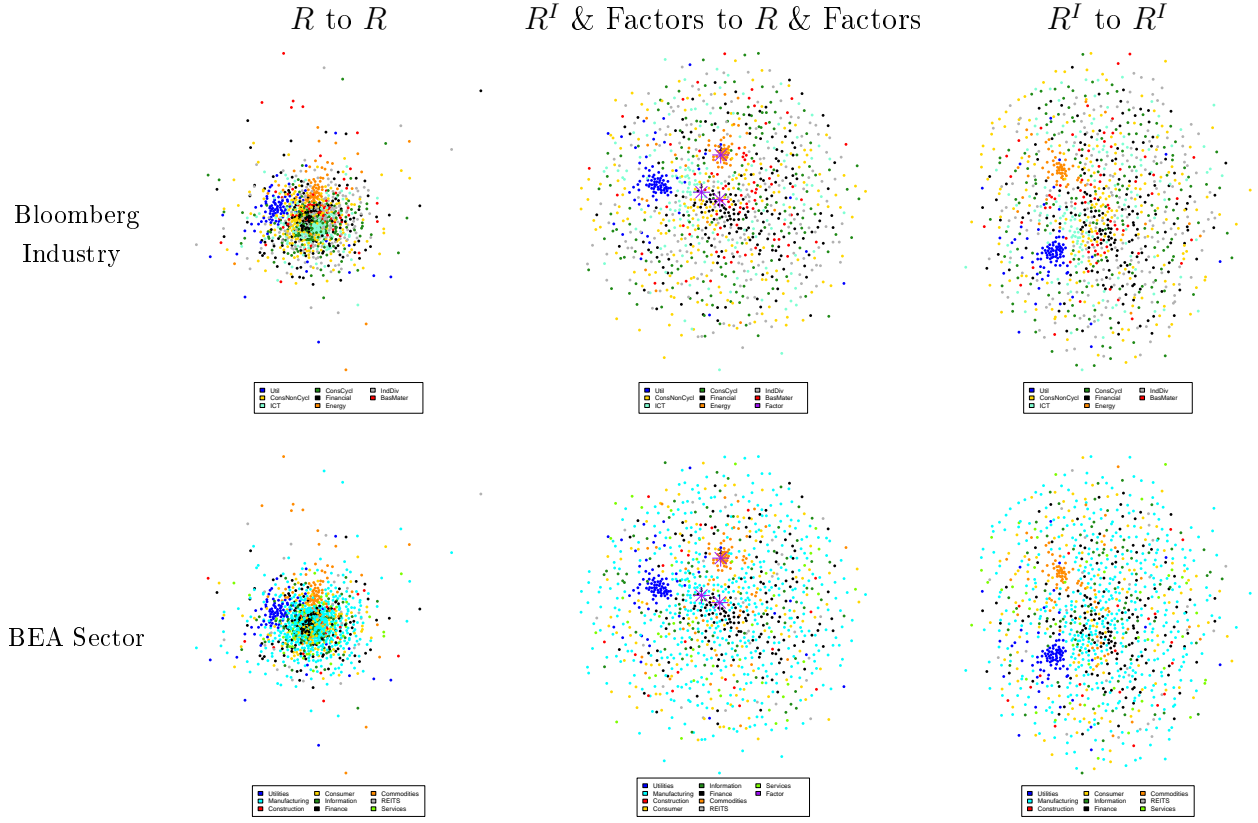 R to R
R^I & Factors to R & Factors
R^I to R^I
Bloomberg
Industry
Util ConsCycl IndDiv
ConsNonCycl Financial BasMater
ICT Energy
Util ConsCycl IndDiv
ConsNonCycl Financial BasMater
ICT Energy Factor
Util ConsCycl IndDiv
ConsNonCycl Financial BasMater
ICT Energy
BEA Sector
Utilities Consumer Commodities
Manufacturing Information REITS
Construction Finance Services
Utilities Information Services
Manufacturing Finance Factor
Construction Commodities
Consumer REITS
Utilities Consumer Commodities
Manufacturing Information REITS
Construction Finance Services